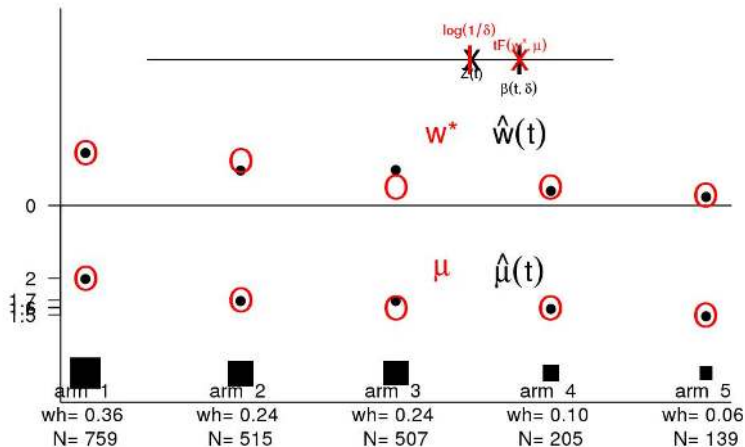 log(1/δ)
tF(w*, μ)
Z(t)
β(t, δ)
w* ŵ(t)
0
μ μ̂(t)
2
1.7
1.5
arm 1 arm 2 arm 3 arm 4 arm 5
wh= 0.36 wh= 0.24 wh= 0.24 wh= 0.10 wh= 0.06
N= 759 N= 515 N= 507 N= 205 N= 139